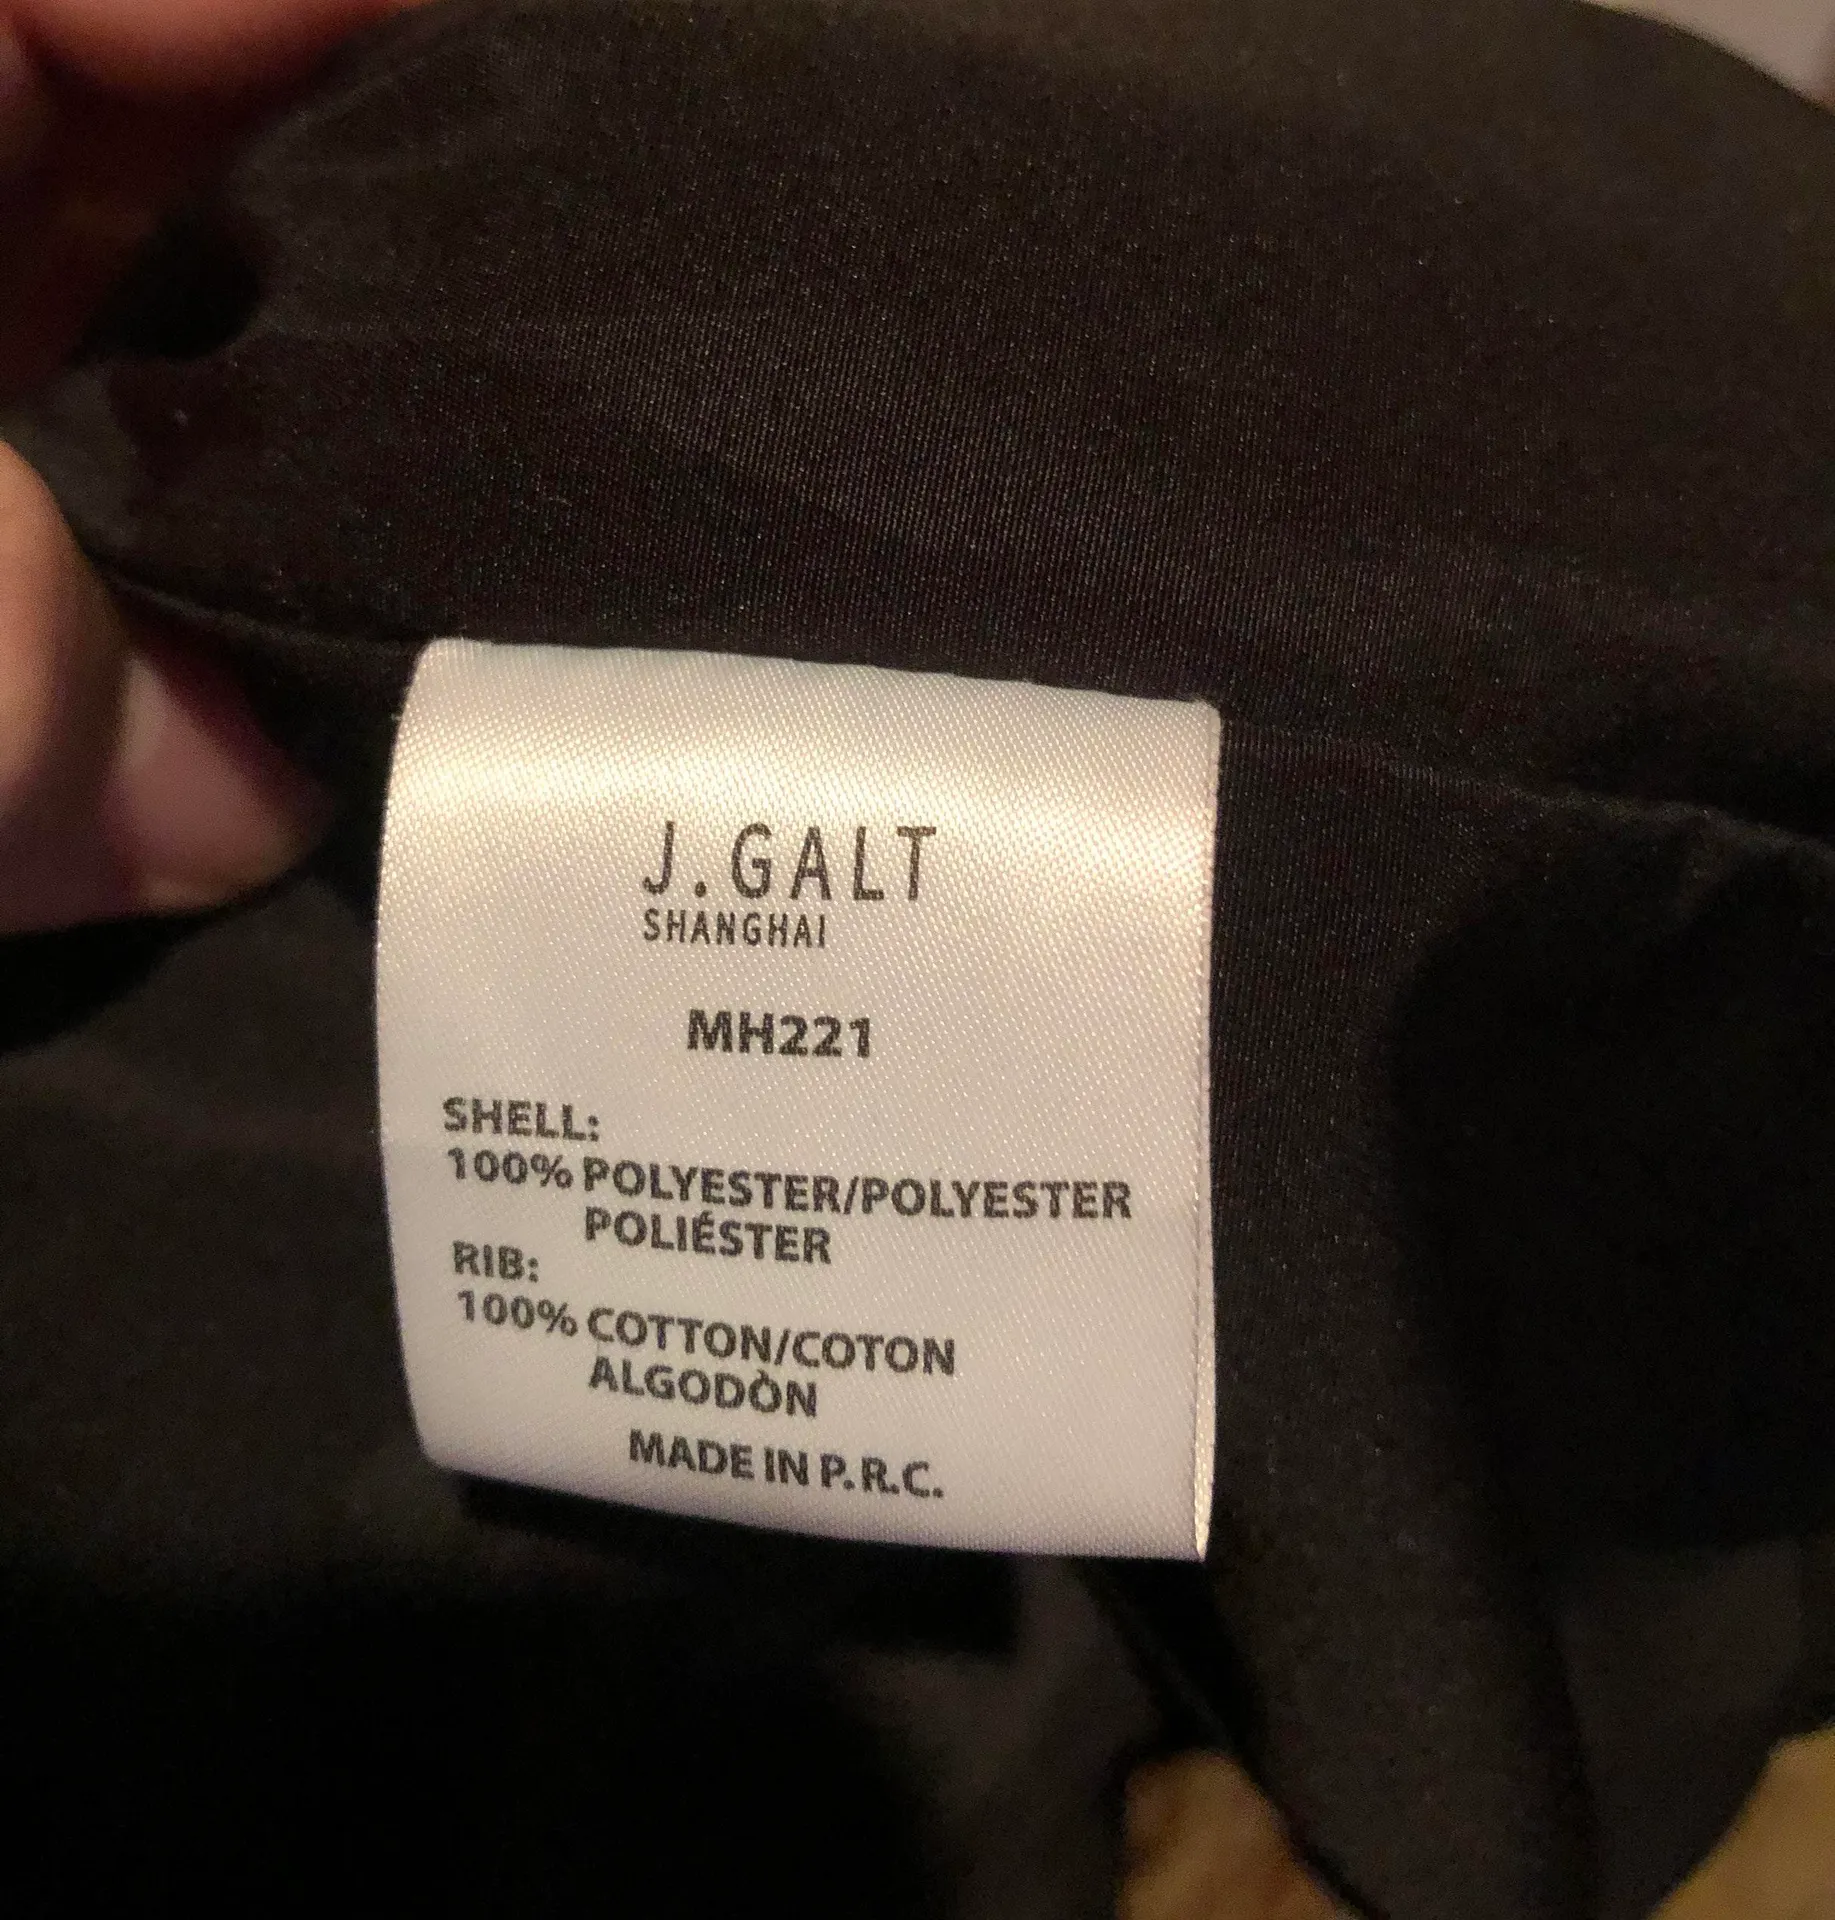 J.GALT
SHANGHAI
MH221
SHELL:
100% POLYESTER/POLYESTER
POLIÉSTER
RIB:
100% COTTON/COTON
ALGODÒN
MADE IN P.R.C.